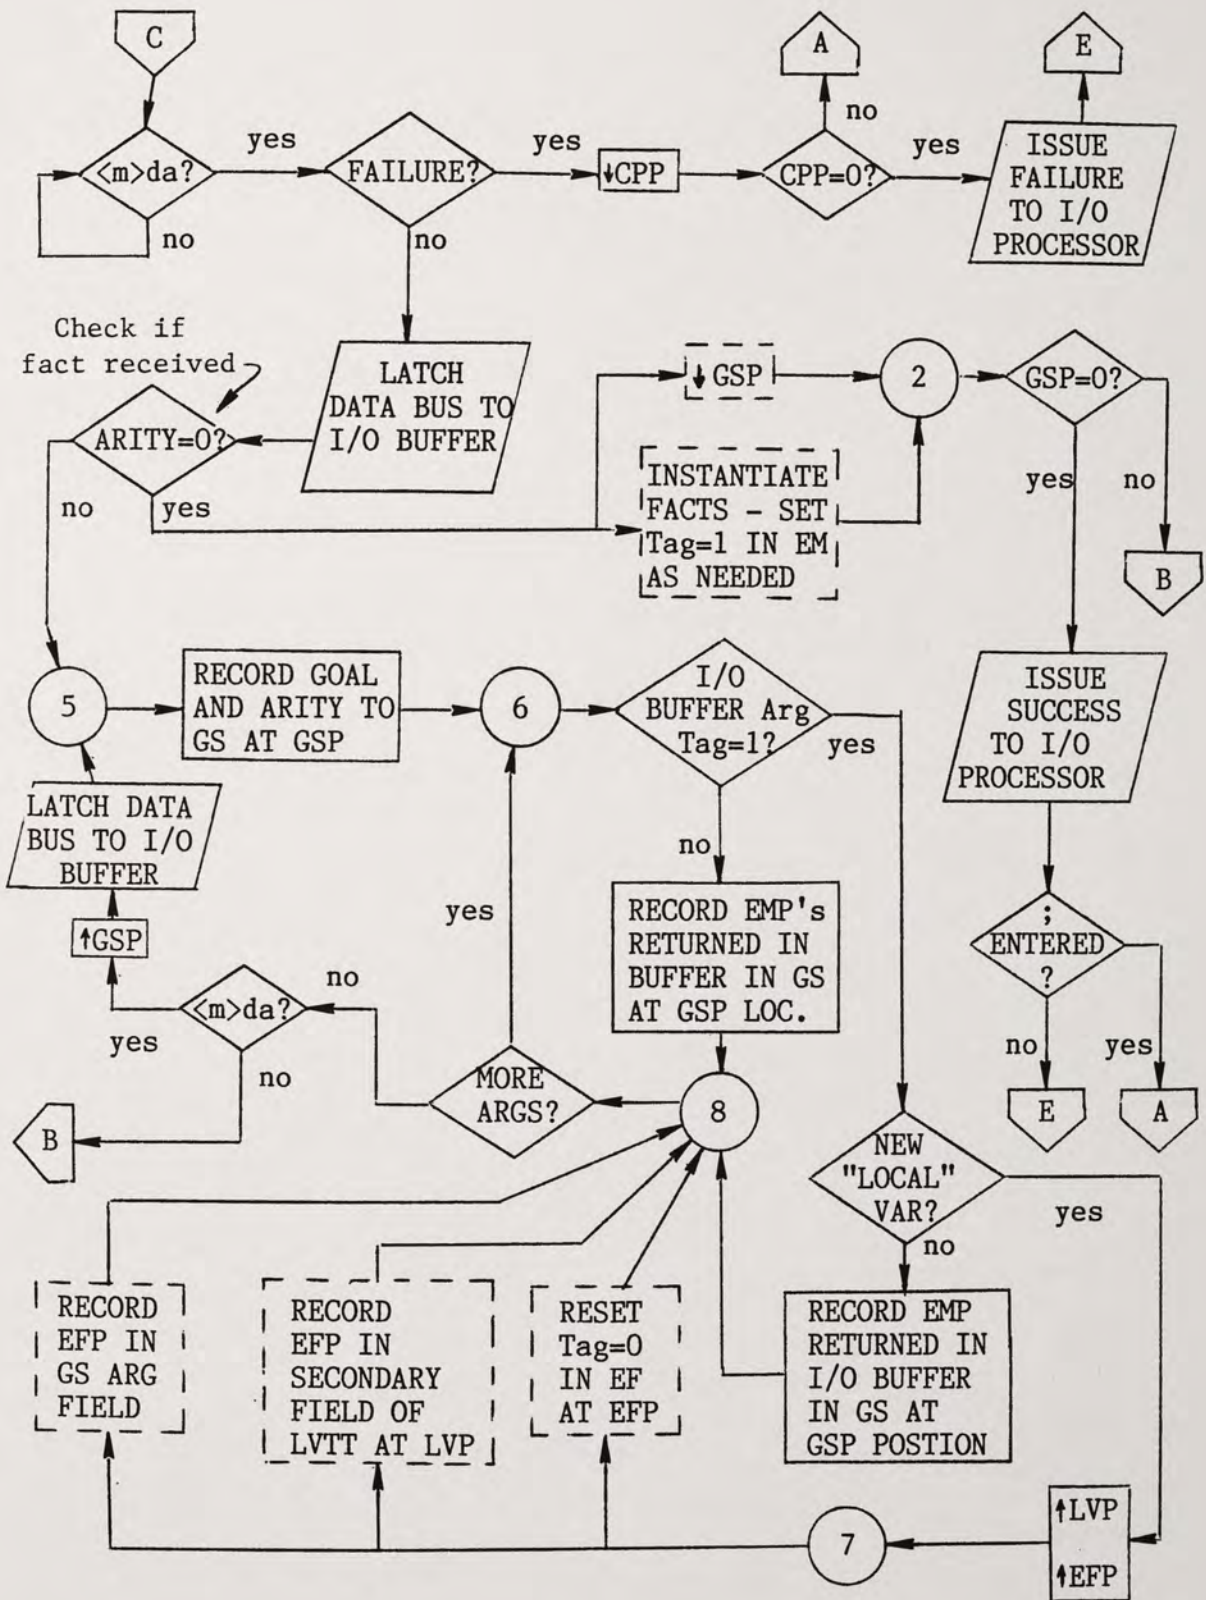 C
A
E
<m>da?
yes
no
FAILURE?
yes
no
↓CPP
CPP=0?
no
yes
ISSUE
FAILURE
TO I/O
PROCESSOR
Check if
fact received
ARITY=0?
no
yes
LATCH
DATA BUS TO
I/O BUFFER
↓ GSP
2
GSP=0?
yes
no
INSTANTIATE
FACTS - SET
Tag=1 IN EM
AS NEEDED
B
5
RECORD GOAL
AND ARITY TO
GS AT GSP
6
I/O
BUFFER Arg
Tag=1?
yes
no
ISSUE
SUCCESS
TO I/O
PROCESSOR
LATCH DATA
BUS TO I/O
BUFFER
↑GSP
yes
RECORD EMP's
RETURNED IN
BUFFER IN GS
AT GSP LOC.
;
ENTERED
?
no
yes
<m>da?
no
yes
no
MORE
ARGS?
8
E
A
B
NEW
"LOCAL"
VAR?
yes
no
RECORD
EFP IN
GS ARG
FIELD
RECORD
EFP IN
SECONDARY
FIELD OF
LVTT AT LVP
RESET
Tag=0
IN EF
AT EFP
RECORD EMP
RETURNED IN
I/O BUFFER
IN GS AT
GSP POSTION
7
↑LVP
↑EFP